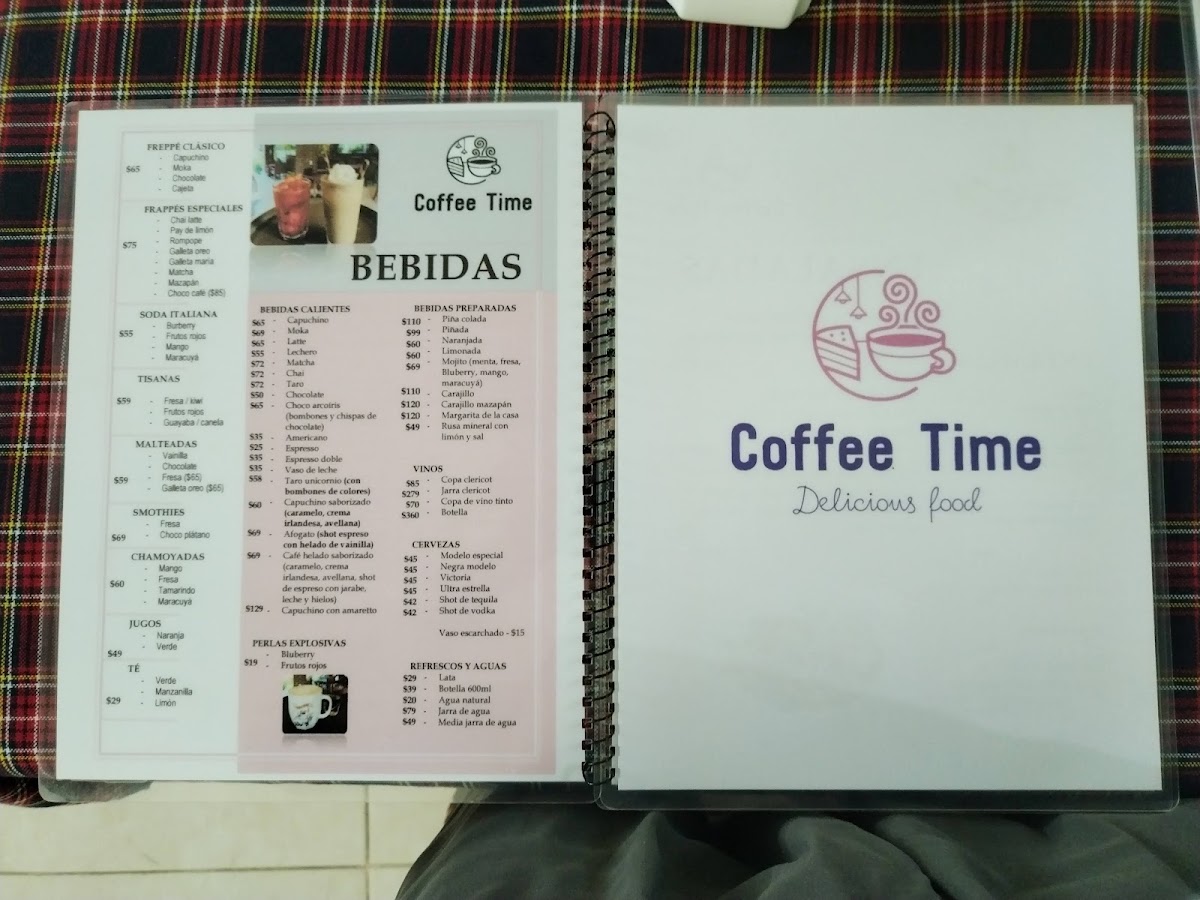 FREPPÉ CLÁSICO
- Capuchino
$65 - Moka
- Chocolate
- Cajeta
FRAPPÉS ESPECIALES
- Chai latte
- Pay de limón
$75 - Rompope
- Galleta oreo
- Galleta maría
- Matcha
- Mazapán
- Choco café ($85)
SODA ITALIANA
- Burberry
$55 - Frutos rojos
- Mango
- Maracuyá
TISANAS
$59 - Fresa / kiwi
- Frutos rojos
- Guayaba / canela
MALTEADAS
- Vainilla
- Chocolate
$59 - Fresa ($65)
- Galleta oreo ($65)
SMOTHIES
- Fresa
$69 - Choco plátano
CHAMOYADAS
- Mango
$60 - Fresa
- Tamarindo
- Maracuyá
JUGOS
- Naranja
$49 - Verde
TÉ
- Verde
- Manzanilla
$29 - Limón
Coffee Time
BEBIDAS
BEBIDAS CALIENTES
$65 - Capuchino
$69 - Moka
$65 - Latte
$55 - Lechero
$72 - Matcha
$72 - Chai
$72 - Taro
$50 - Chocolate
$65 - Choco arcoiris
(bombones y chispas de
chocolate)
$35 - Americano
$25 - Espresso
$35 - Espresso doble
$35 - Vaso de leche
$58 - Taro unicornio (con
bombones de colores)
$60 - Capuchino saborizado
(caramelo, crema
irlandesa, avellana)
$69 - Afogato (shot espreso
con helado de vainilla)
$69 - Café helado saborizado
(caramelo, crema
irlandesa, avellana, shot
de espreso con jarabe,
leche y hielos)
$129 - Capuchino con amaretto
PERLAS EXPLOSIVAS
- Bluberry
$19 - Frutos rojos
BEBIDAS PREPARADAS
$110 - Piña colada
$99 - Piñada
$60 - Naranjada
$60 - Limonada
$69 - Mojito (menta, fresa,
Bluberry, mango,
maracuyá)
$110 - Carajillo
$120 - Carajillo mazapán
$120 - Margarita de la casa
$49 - Rusa mineral con
limón y sal
VINOS
$85 - Copa clericot
$279 - Jarra clericot
$70 - Copa de vino tinto
$360 - Botella
CERVEZAS
$45 - Modelo especial
$45 - Negra modelo
$45 - Victoria
$45 - Ultra estrella
$42 - Shot de tequila
$42 - Shot de vodka
Vaso escarchado - $15
REFRESCOS Y AGUAS
$29 - Lata
$39 - Botella 600ml
$20 - Agua natural
$79 - Jarra de agua
$49 - Media jarra de agua
Coffee Time
Delicious food